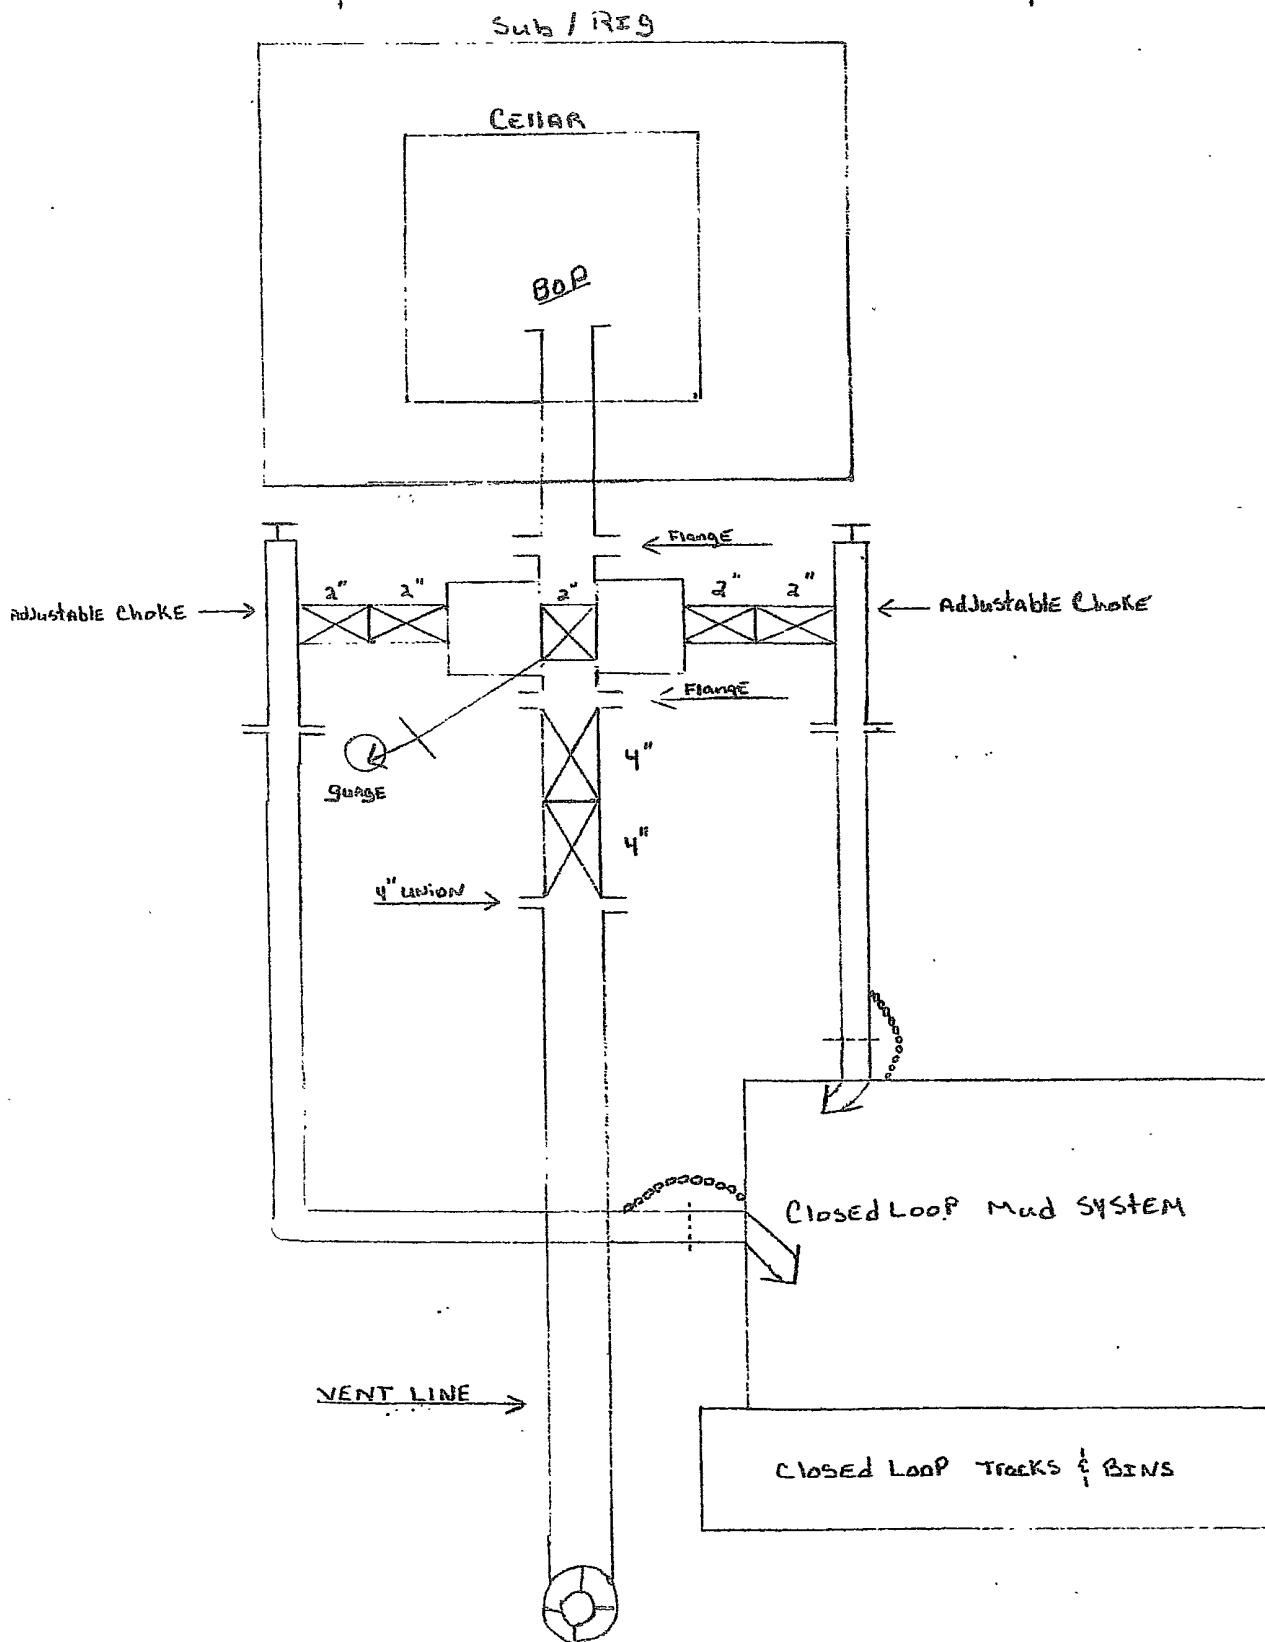 Sub / RIg
CEllAR
BOP
FlangE
2"
2"
2"
2"
2"
AdjustAblE ChokE
AdJustAblE ChokE
FlangE
4"
guagE
4"
4" UNION
Closed Loop Mud SYStEM
VENT LINE
Closed Loop Tracks & BINS